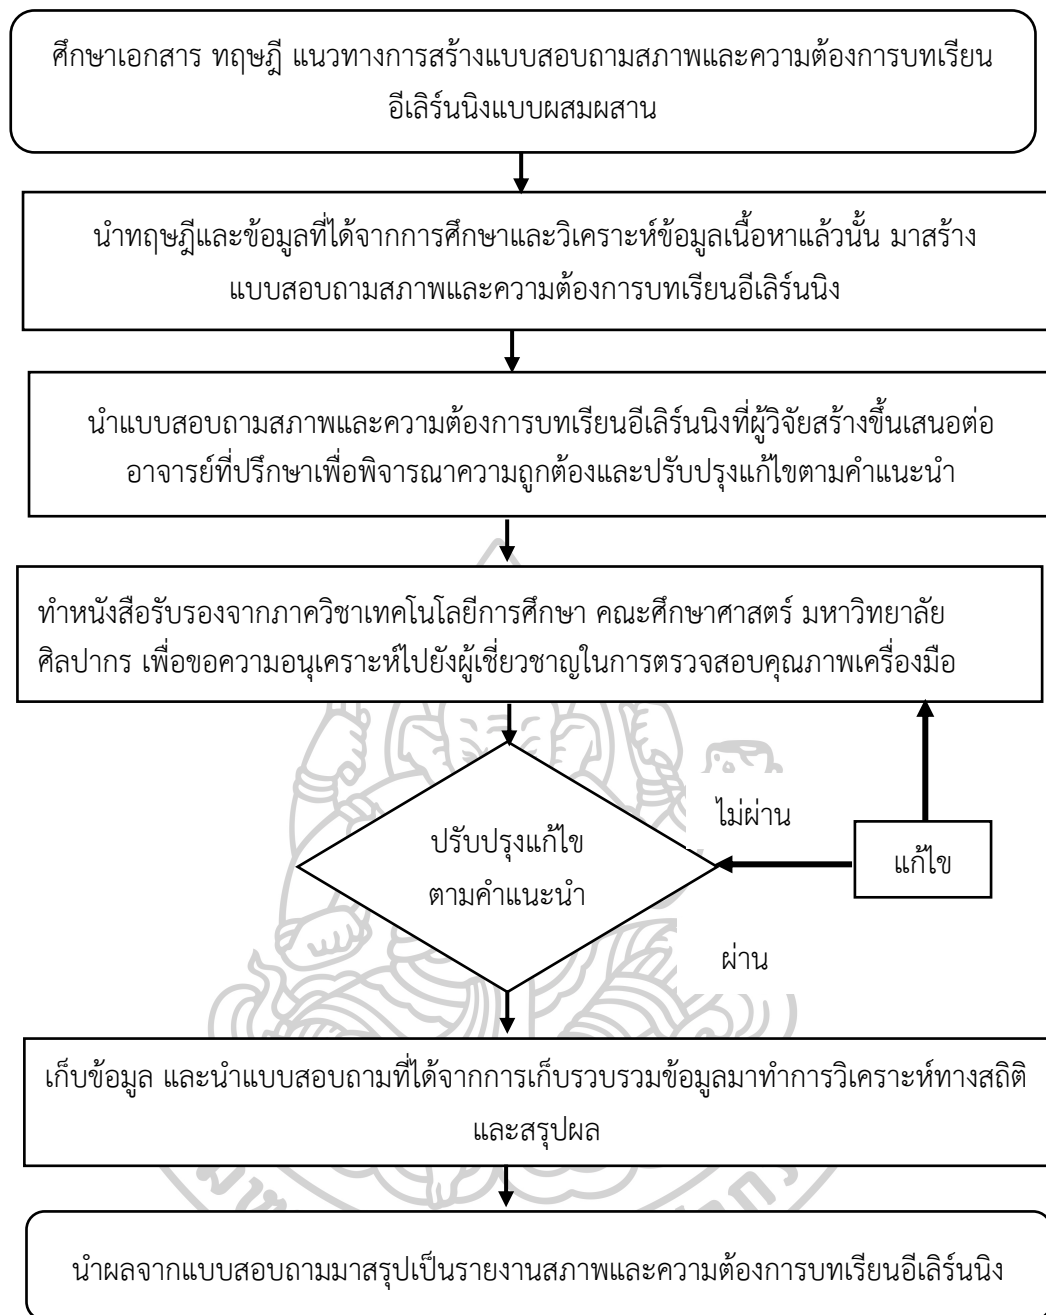 ศึกษาเอกสาร ทฤษฎี แนวทางการสร้างแบบสอบถามสภาพและความต้องการบทเรียน
อีเลิร์นนิงแบบผสมผสาน
นำทฤษฎีและข้อมูลที่ได้จากการศึกษาและวิเคราะห์ข้อมูลเนื้อหาแล้วนั้น มาสร้าง
แบบสอบถามสภาพและความต้องการบทเรียนอีเลิร์นนิง
นำแบบสอบถามสภาพและความต้องการบทเรียนอีเลิร์นนิงที่ผู้วิจัยสร้างขึ้นเสนอต่อ
อาจารย์ที่ปรึกษาเพื่อพิจารณาความถูกต้องและปรับปรุงแก้ไขตามคำแนะนำ
ทำหนังสือรับรองจากภาควิชาเทคโนโลยีการศึกษา คณะศึกษาศาสตร์ มหาวิทยาลัย
ศิลปากร เพื่อขอความอนุเคราะห์ไปยังผู้เชี่ยวชาญในการตรวจสอบคุณภาพเครื่องมือ
ไม่ผ่าน
ปรับปรุงแก้ไข
ตามคำแนะนำ
แก้ไข
ผ่าน
เก็บข้อมูล และนำแบบสอบถามที่ได้จากการเก็บรวบรวมข้อมูลมาทำการวิเคราะห์ทางสถิติ
และสรุปผล
นำผลจากแบบสอบถามมาสรุปเป็นรายงานสภาพและความต้องการบทเรียนอีเลิร์นนิง